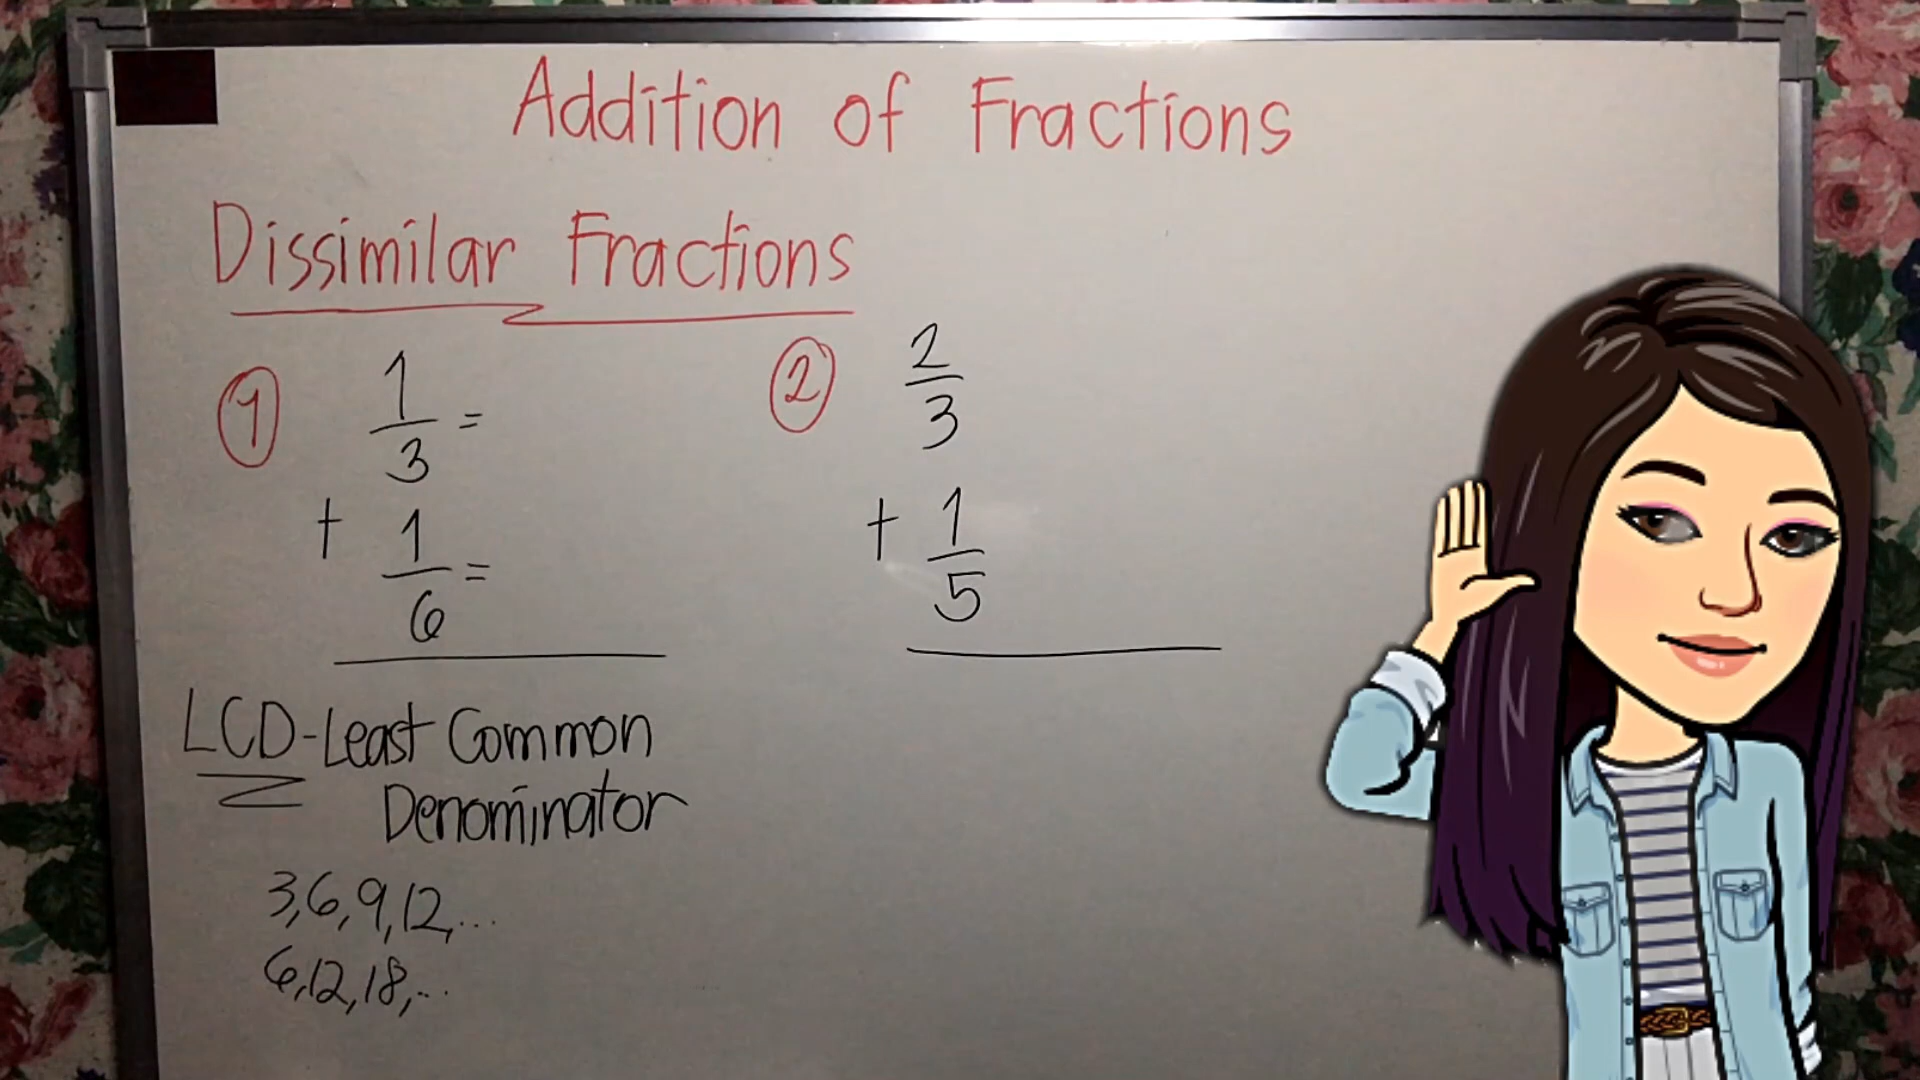 Addition of Fractions
Dissimilar Fractions
1 1/3 =
+ 1/6 =
2 2/3
+ 1/5
LCD - Least Common
Denominator
3, 6, 9, 12, ...
6, 12, 18, ...